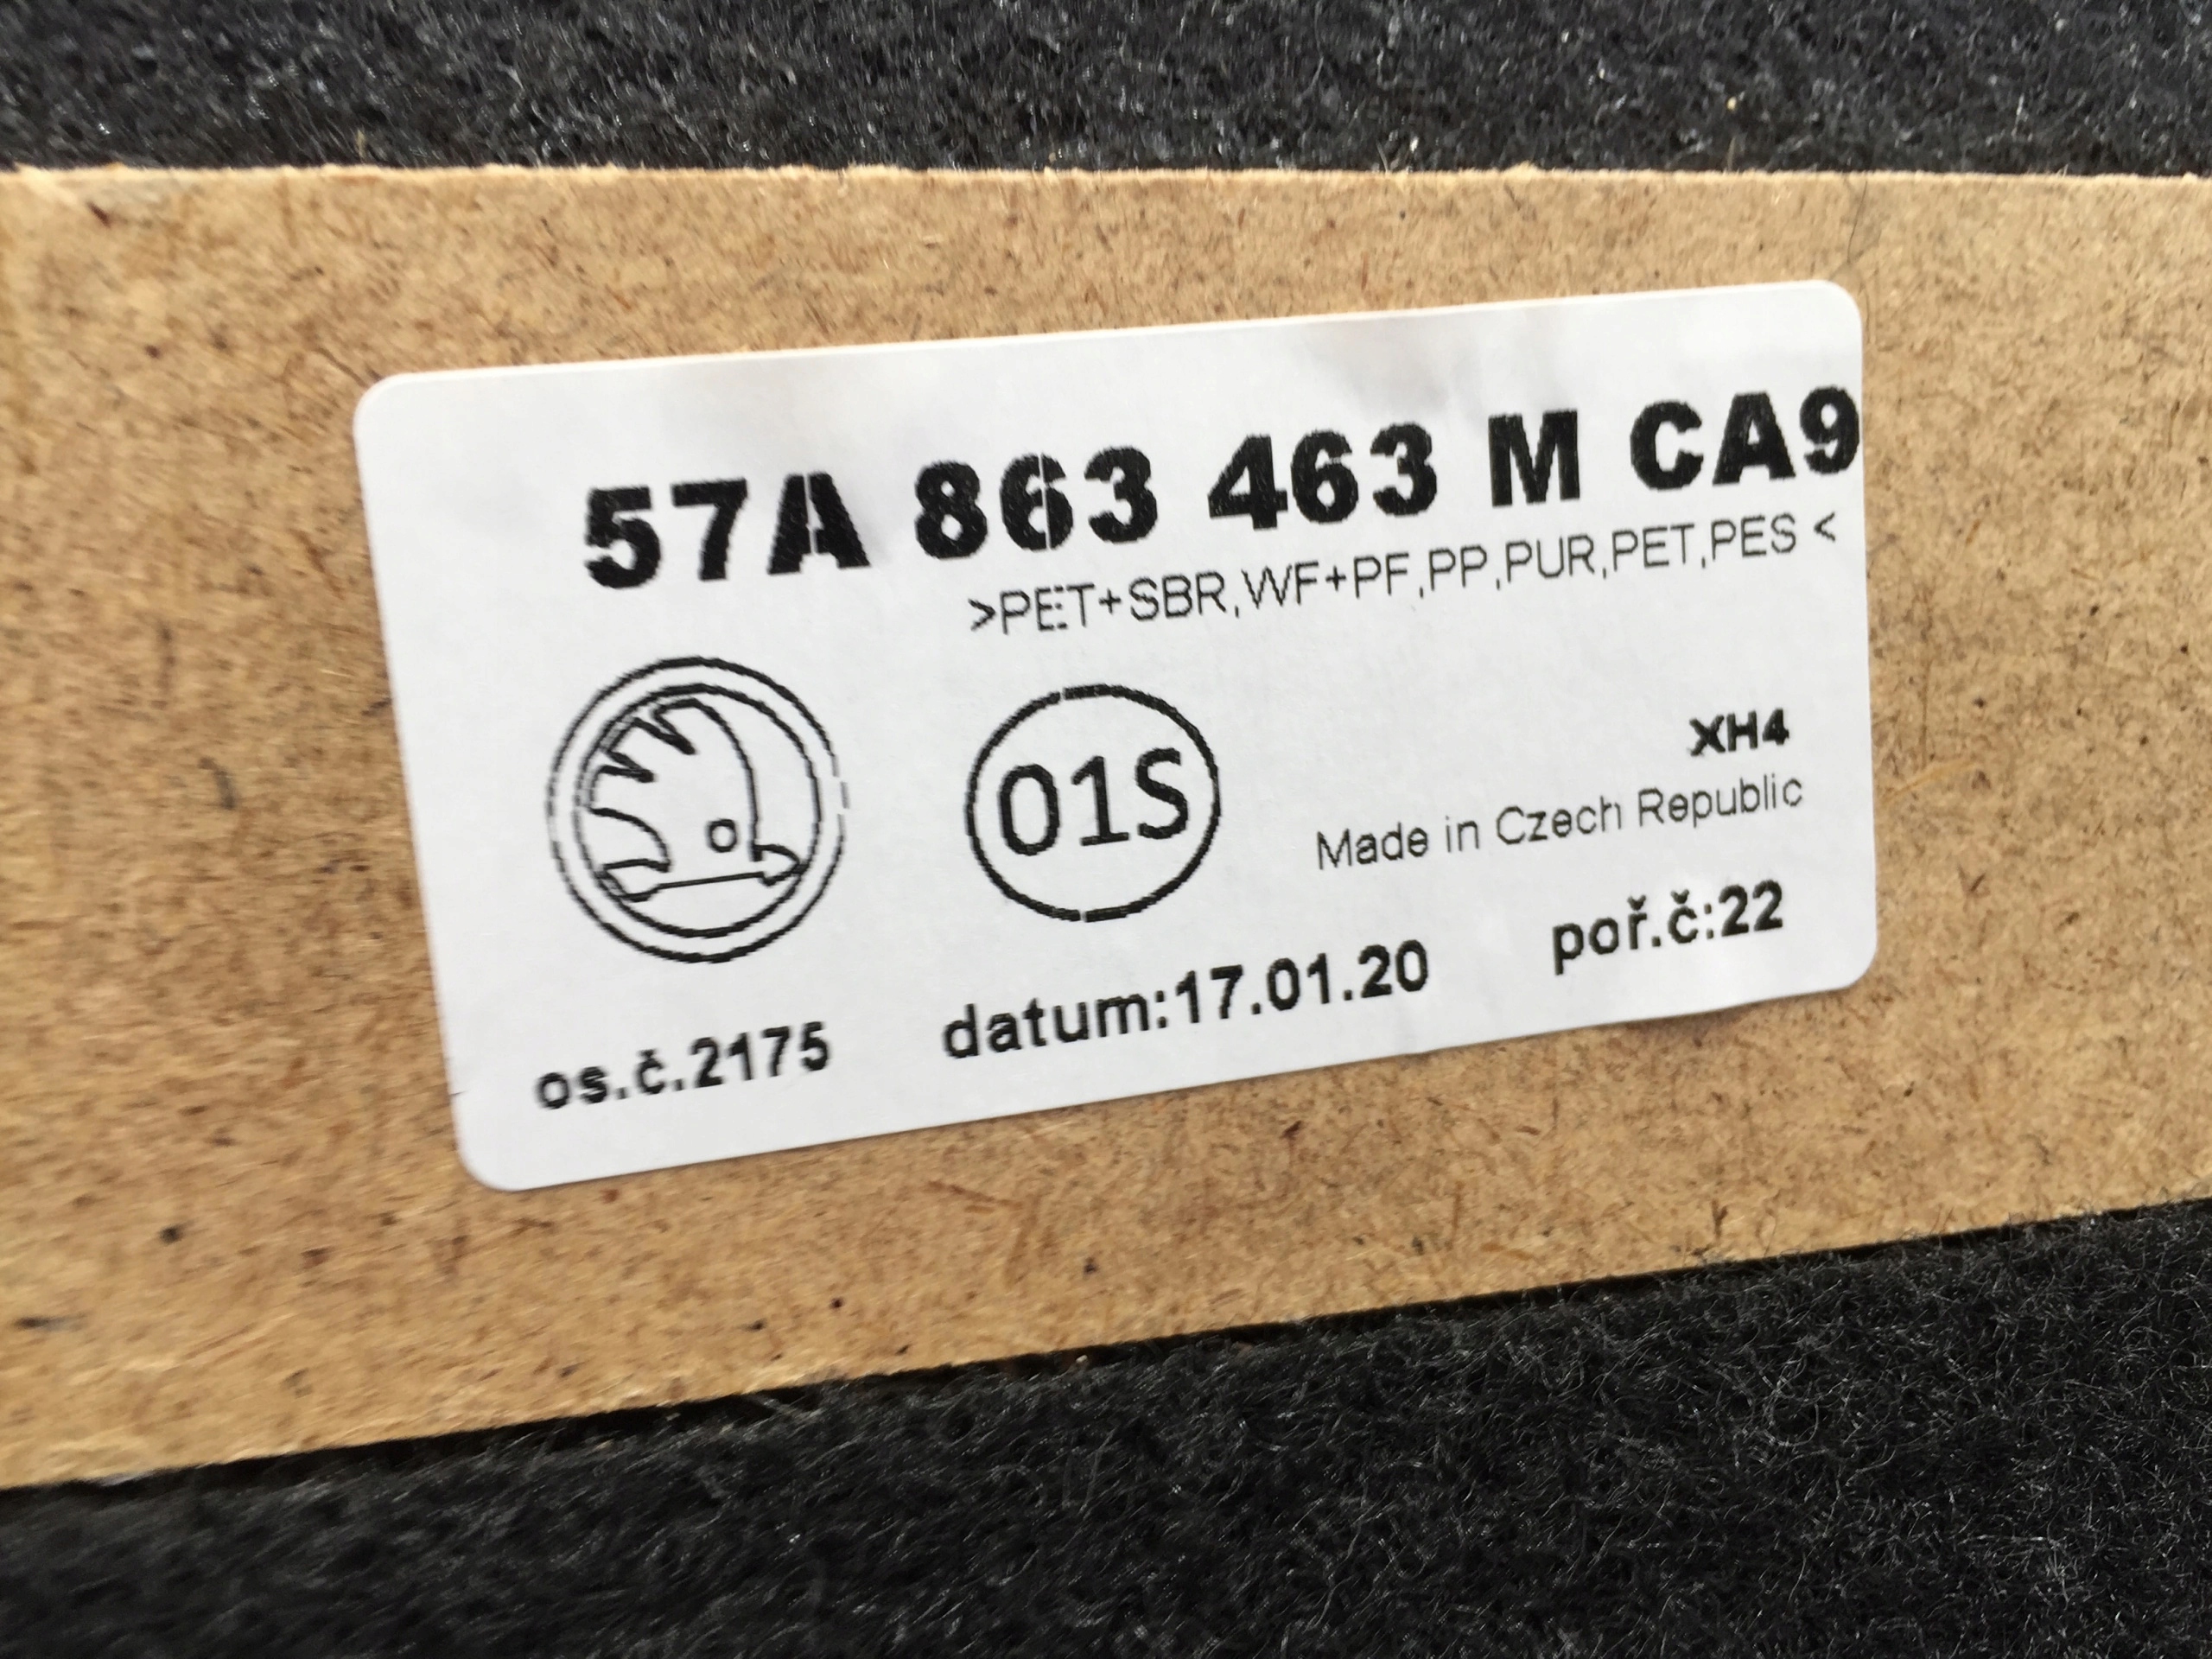 57A 863 463 M CA9
>PET+SBR,WF+PF,PP,PUR,PET,PES <
01S
XH4
Made in Czech Republic
os.č.2175 datum:17.01.20 poř.č:22